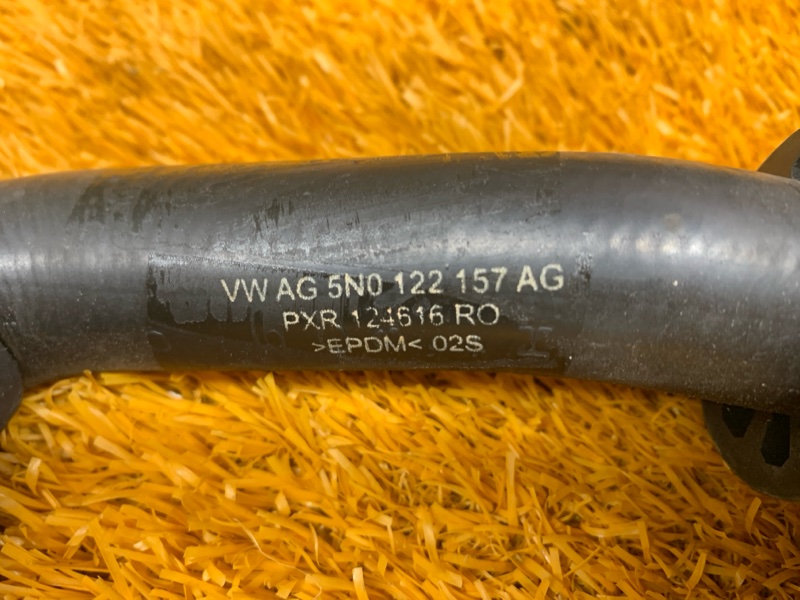 VW AG 5N0 122 157 AG
PXR 124616 RO
>EPDM< 02S